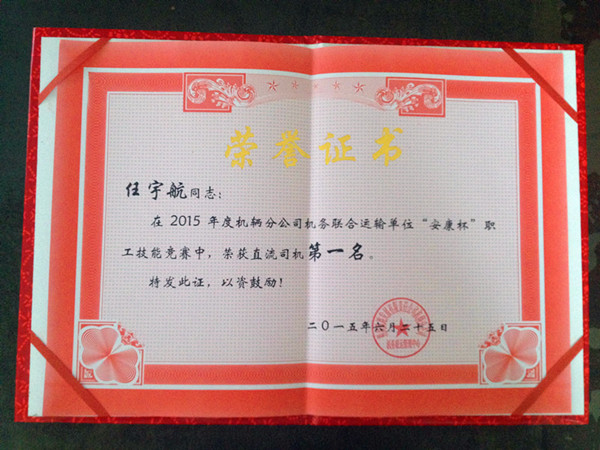 荣誉证书
任宇航同志：
在2015年度机辆分公司机务联合运输单位“安康杯”职
工技能竞赛中，荣获直流司机第一名。
特发此证，以资鼓励！
二〇一五年六月二十五日